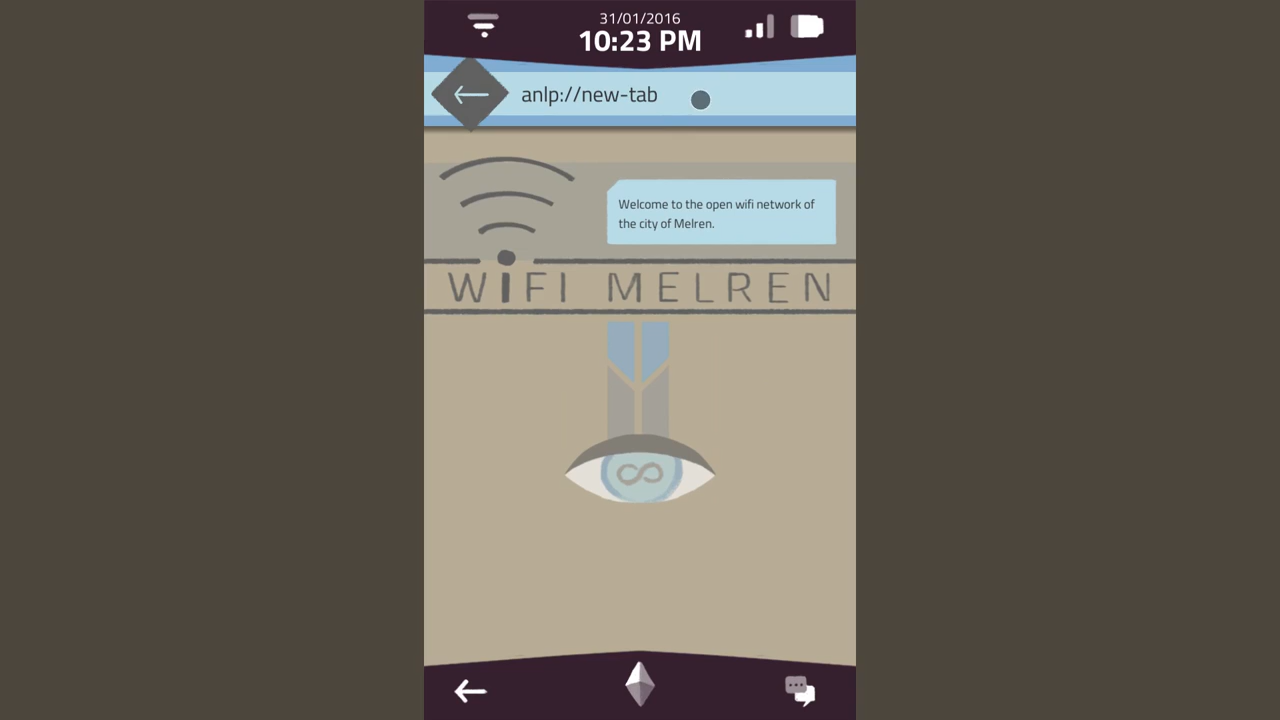 31/01/2016
10:23 PM
anlp://new-tab
Welcome to the open wifi network of
the city of Melren.
WiFI MELREN